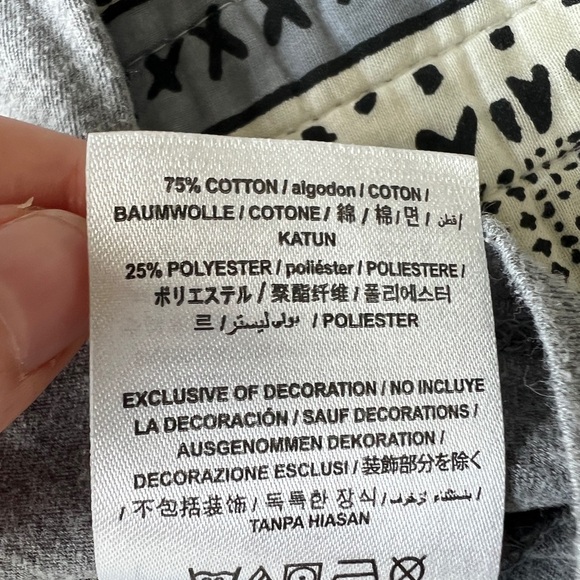 75% COTTON / algodon / COTON /
BAUMWOLLE / COTONE / 綿 / 棉 / 면 / قطن /
KATUN
25% POLYESTER / poliéster / POLIESTERE /
ポリエステル / 聚酯纤维 / 폴리에스터
르 / بولي ليستر / POLIESTER
EXCLUSIVE OF DECORATION / NO INCLUYE
LA DECORACIÓN / SAUF DECORATIONS /
AUSGENOMMEN DEKORATION /
DECORAZIONE ESCLUSI / 装飾部分を除く
/ 不包括装饰 / 독특한 장식 /
TANPA HIASAN